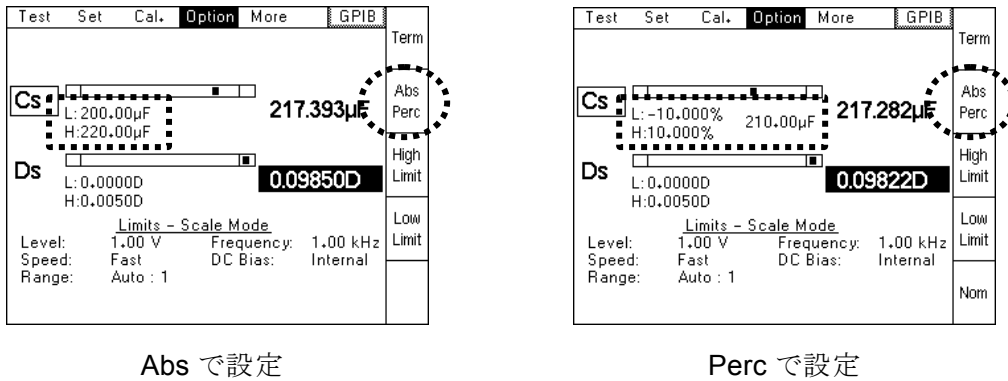 Test Set Cal. Option More GPIB
Term
Abs
Perc
Cs
L:200.00µF
H:220.00µF
217.393µF
High
Limit
Ds
L:0.0000D
H:0.0050D
0.09850D
Low
Limit
Limits - Scale Mode
Level: 1.00 V Frequency: 1.00 kHz
Speed: Fast DC Bias: Internal
Range: Auto : 1
Abs で設定
Test Set Cal. Option More GPIB
Term
Abs
Perc
Cs
L:-10.000%
H:10.000%
210.00µF
217.282µF
High
Limit
Ds
L:0.0000D
H:0.0050D
0.09822D
Low
Limit
Limits - Scale Mode
Level: 1.00 V Frequency: 1.00 kHz
Speed: Fast DC Bias: Internal
Range: Auto : 1
Nom
Perc で設定